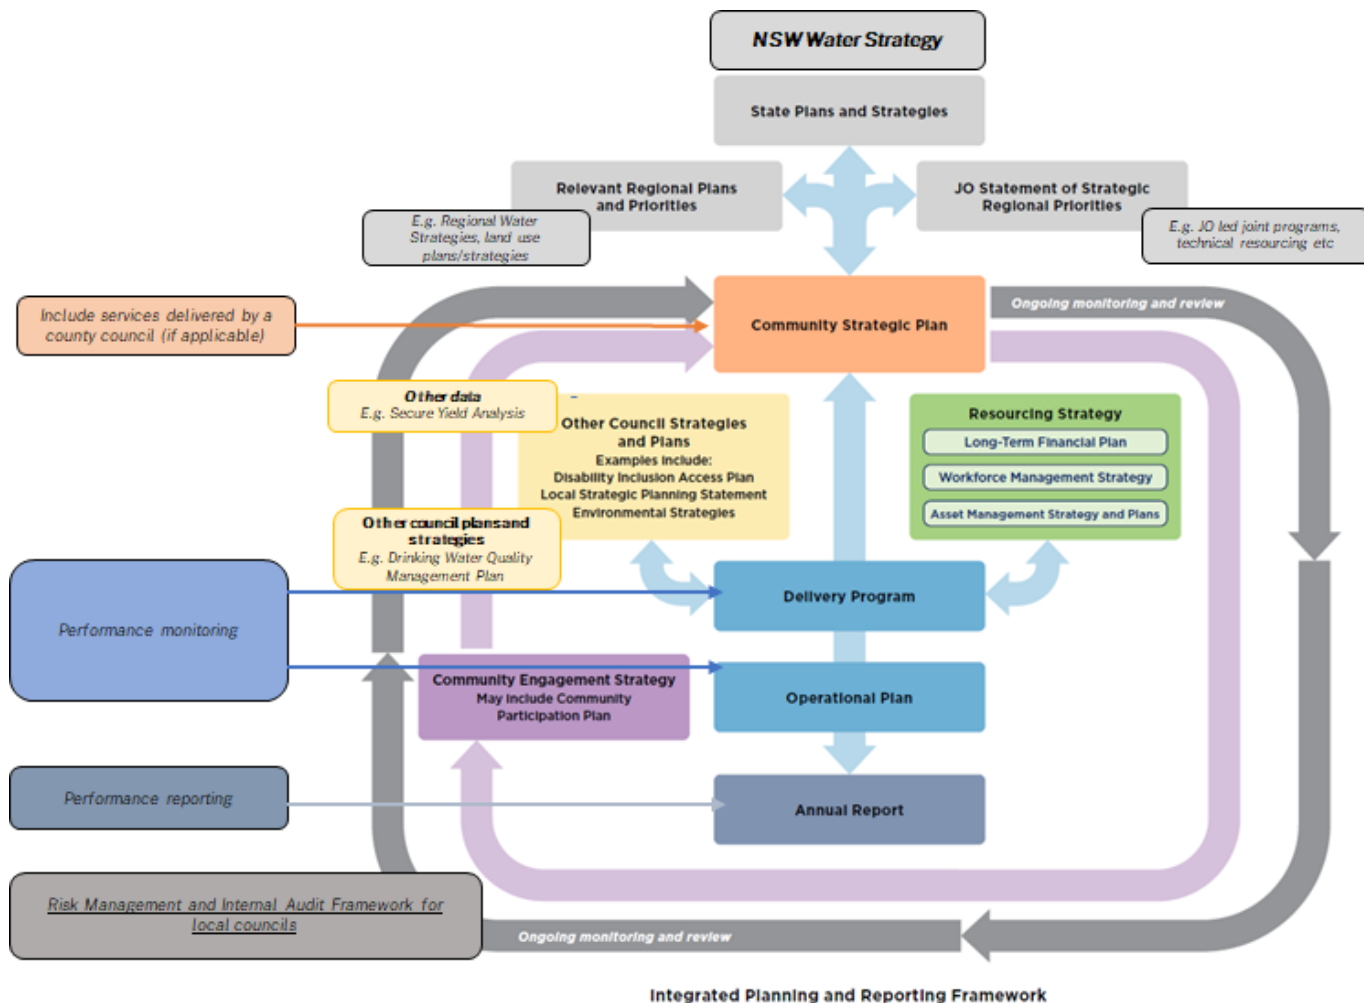 NSW Water Strategy
State Plans and Strategies
Relevant Regional Plans
and Priorities
JO Statement of Strategic
Regional Priorities
E.g. Regional Water
Strategies, land use
plans/strategies
E.g. JO led joint programs,
technical resourcing etc
Include services delivered by a
county council (if applicable)
Community Strategic Plan
Ongoing monitoring and review
Other data
E.g. Secure Yield Analysis
Other Council Strategies
and Plans
Examples include:
Disability Inclusion Access Plan
Local Strategic Planning Statement
Environmental Strategies
Resourcing Strategy
Long-Term Financial Plan
Workforce Management Strategy
Asset Management Strategy and Plans
Other council plans and
strategies
E.g. Drinking Water Quality
Management Plan
Performance monitoring
Delivery Program
Community Engagement Strategy
May Include Community
Participation Plan
Operational Plan
Performance reporting
Annual Report
Risk Management and Internal Audit Framework for
local councils
Ongoing monitoring and review
Integrated Planning and Reporting Framework